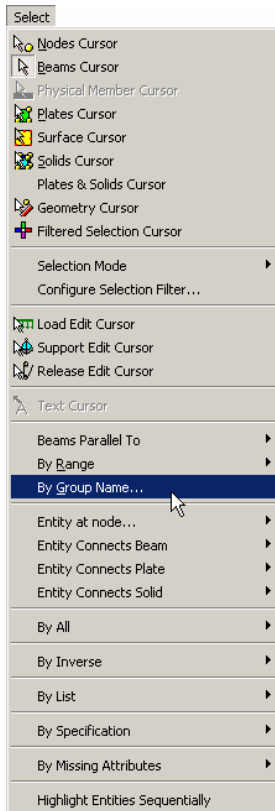 Select
Nodes Cursor
Beams Cursor
Physical Member Cursor
Plates Cursor
Surface Cursor
Solids Cursor
Plates & Solids Cursor
Geometry Cursor
Filtered Selection Cursor
Selection Mode
Configure Selection Filter...
Load Edit Cursor
Support Edit Cursor
Release Edit Cursor
Text Cursor
Beams Parallel To
By Range
By Group Name...
Entity at node...
Entity Connects Beam
Entity Connects Plate
Entity Connects Solid
By All
By Inverse
By List
By Specification
By Missing Attributes
Highlight Entities Sequentially